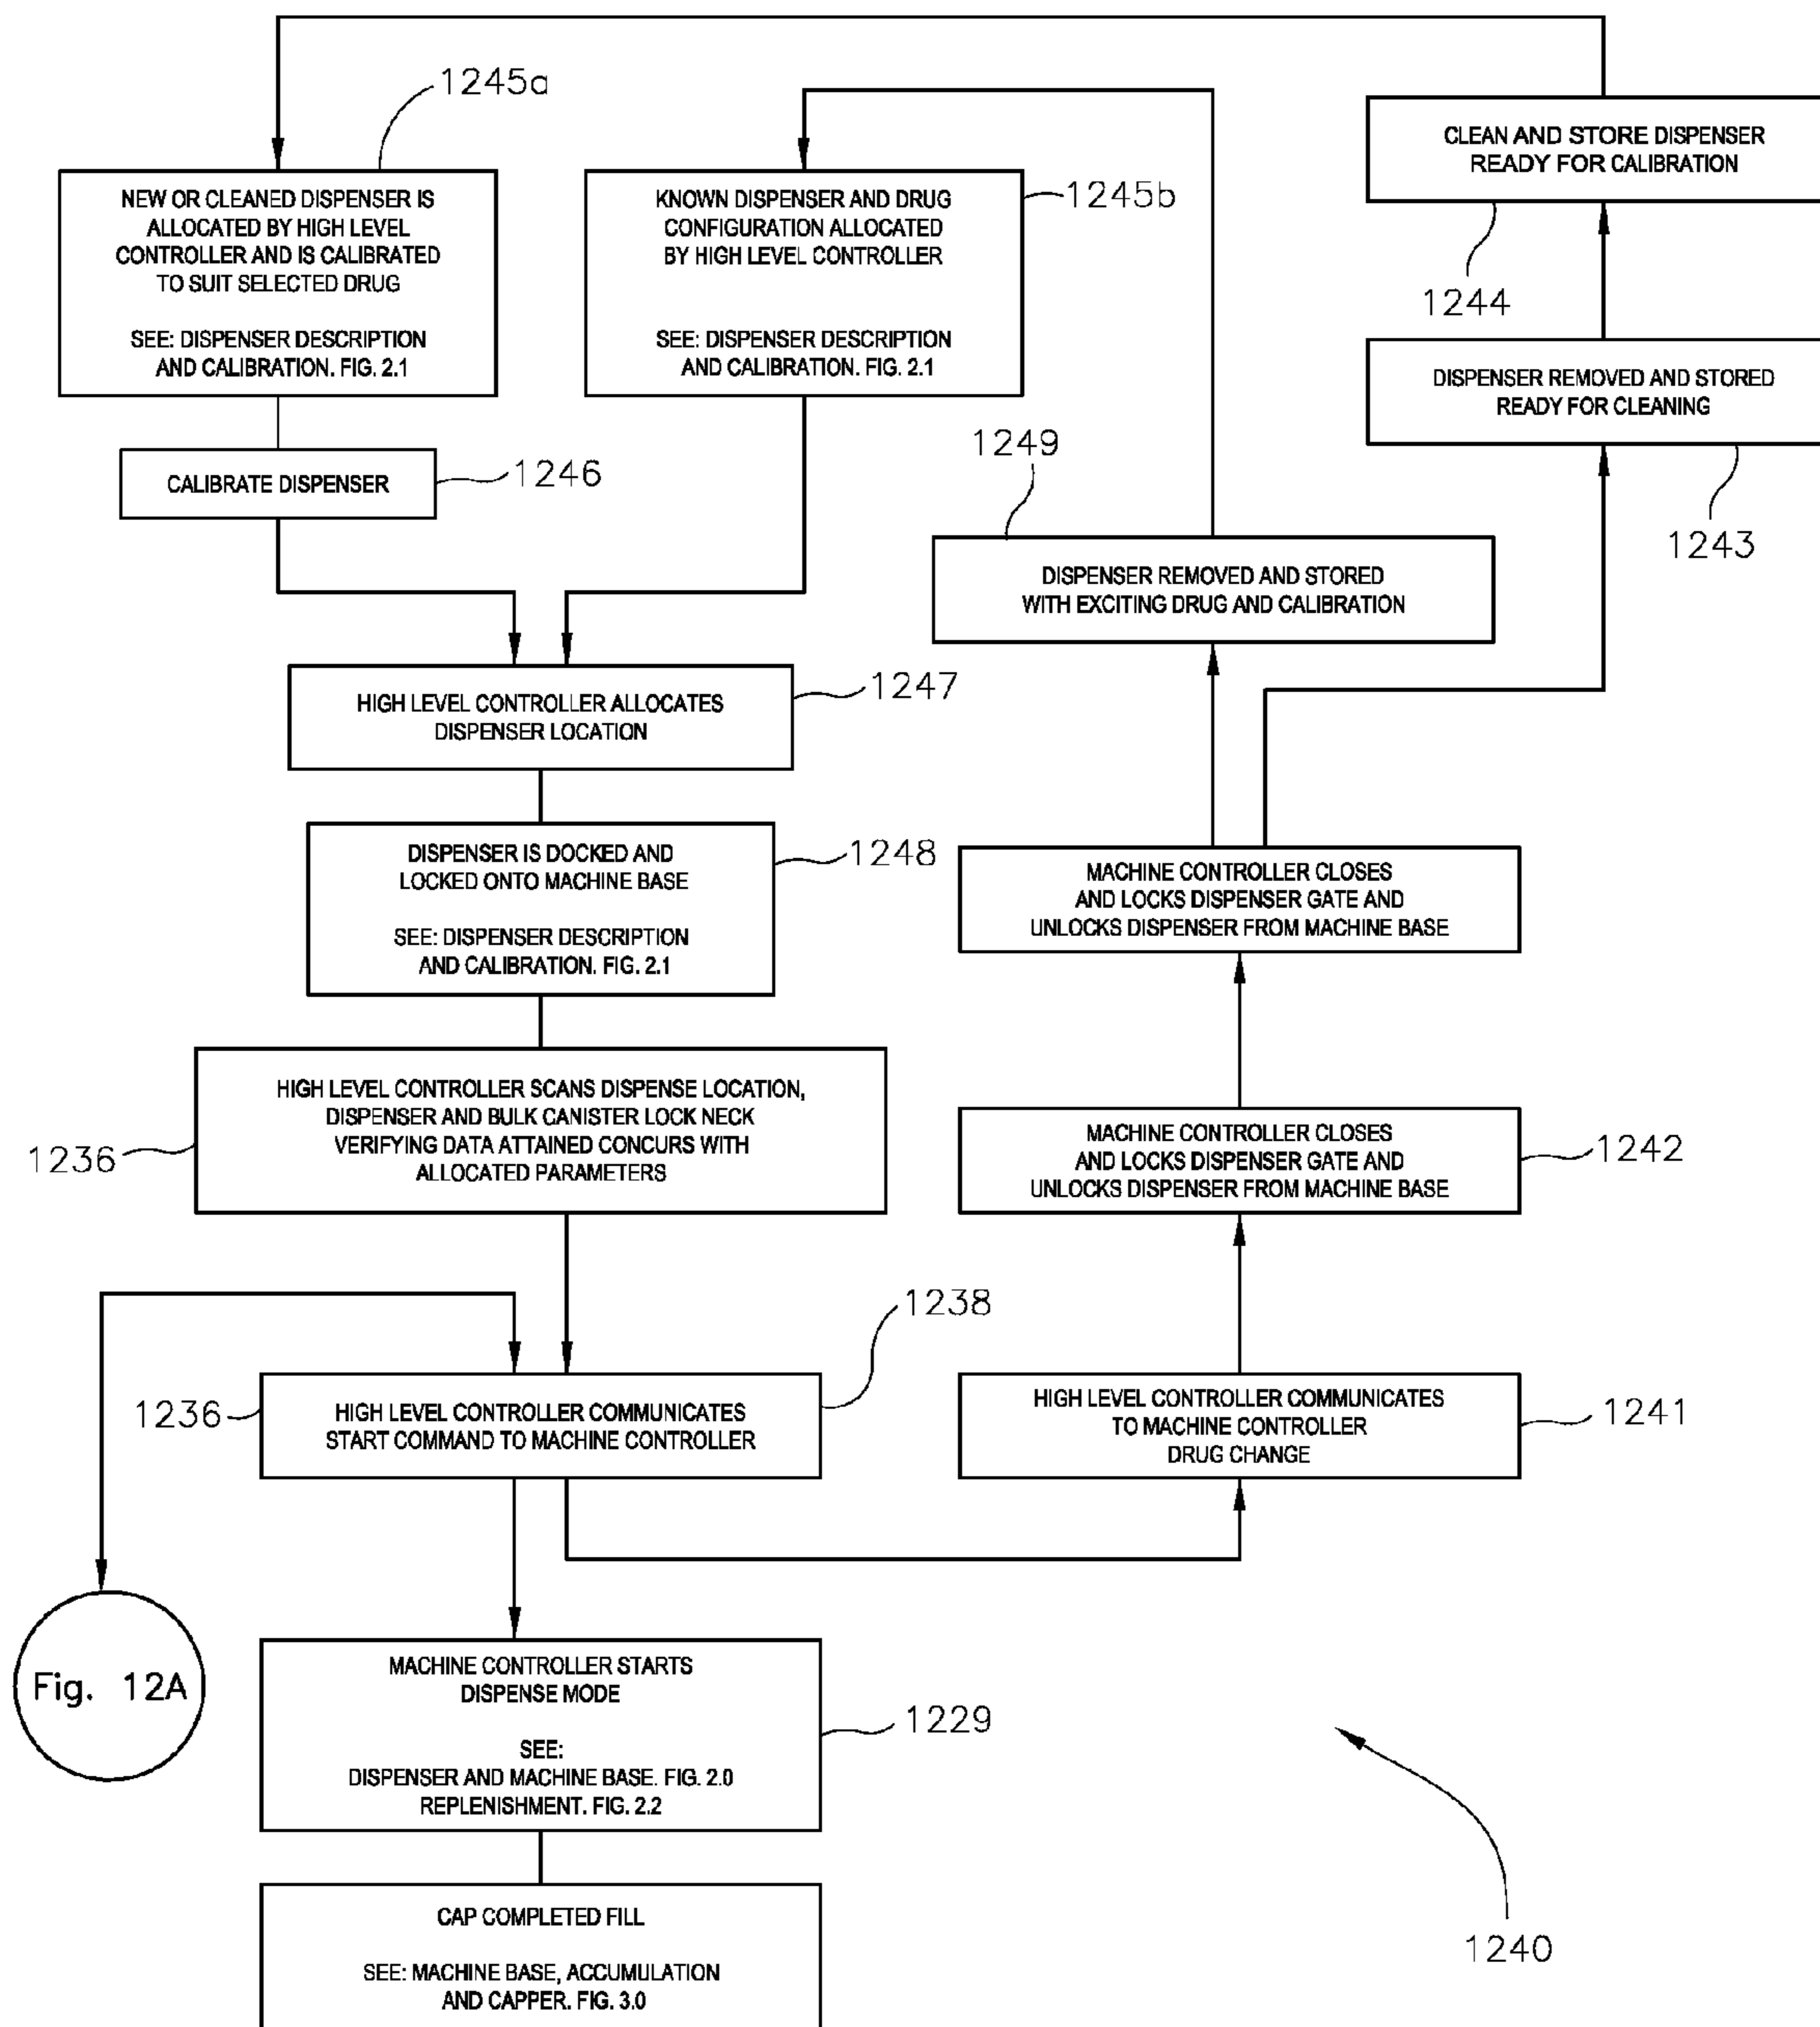 1245a
NEW OR CLEANED DISPENSER IS
ALLOCATED BY HIGH LEVEL
CONTROLLER AND IS CALIBRATED
TO SUIT SELECTED DRUG
SEE: DISPENSER DESCRIPTION
AND CALIBRATION. FIG. 2.1
KNOWN DISPENSER AND DRUG
CONFIGURATION ALLOCATED
BY HIGH LEVEL CONTROLLER
SEE: DISPENSER DESCRIPTION
AND CALIBRATION. FIG. 2.1
1245b
CLEAN AND STORE DISPENSER
READY FOR CALIBRATION
1244
DISPENSER REMOVED AND STORED
READY FOR CLEANING
1243
CALIBRATE DISPENSER
1246
1249
DISPENSER REMOVED AND STORED
WITH EXCITING DRUG AND CALIBRATION
HIGH LEVEL CONTROLLER ALLOCATES
DISPENSER LOCATION
1247
DISPENSER IS DOCKED AND
LOCKED ONTO MACHINE BASE
SEE: DISPENSER DESCRIPTION
AND CALIBRATION. FIG. 2.1
1248
MACHINE CONTROLLER CLOSES
AND LOCKS DISPENSER GATE AND
UNLOCKS DISPENSER FROM MACHINE BASE
HIGH LEVEL CONTROLLER SCANS DISPENSE LOCATION,
DISPENSER AND BULK CANISTER LOCK NECK
VERIFYING DATA ATTAINED CONCURS WITH
ALLOCATED PARAMETERS
1236
MACHINE CONTROLLER CLOSES
AND LOCKS DISPENSER GATE AND
UNLOCKS DISPENSER FROM MACHINE BASE
1242
1238
1236
HIGH LEVEL CONTROLLER COMMUNICATES
START COMMAND TO MACHINE CONTROLLER
HIGH LEVEL CONTROLLER COMMUNICATES
TO MACHINE CONTROLLER
DRUG CHANGE
1241
Fig. 12A
MACHINE CONTROLLER STARTS
DISPENSE MODE
SEE:
DISPENSER AND MACHINE BASE. FIG. 2.0
REPLENISHMENT. FIG. 2.2
1229
CAP COMPLETED FILL
SEE: MACHINE BASE, ACCUMULATION
AND CAPPER. FIG. 3.0
1240